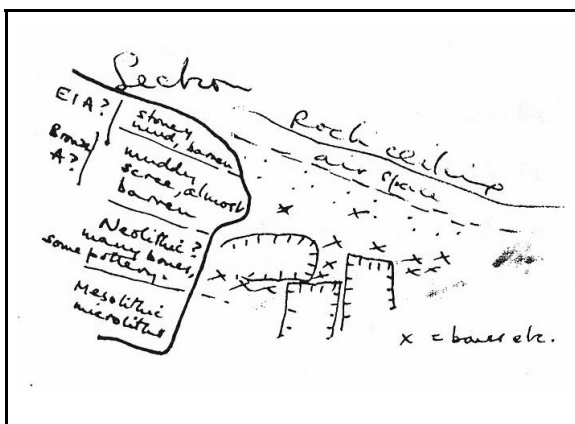 Section
Rock ceiling
air space
EIA?
Bronze
A?
stoney
mud, barren
muddy
scree, almost
barren
Neolithic?
many bones,
some pottery.
Mesolithic
microliths
x = bones etc.